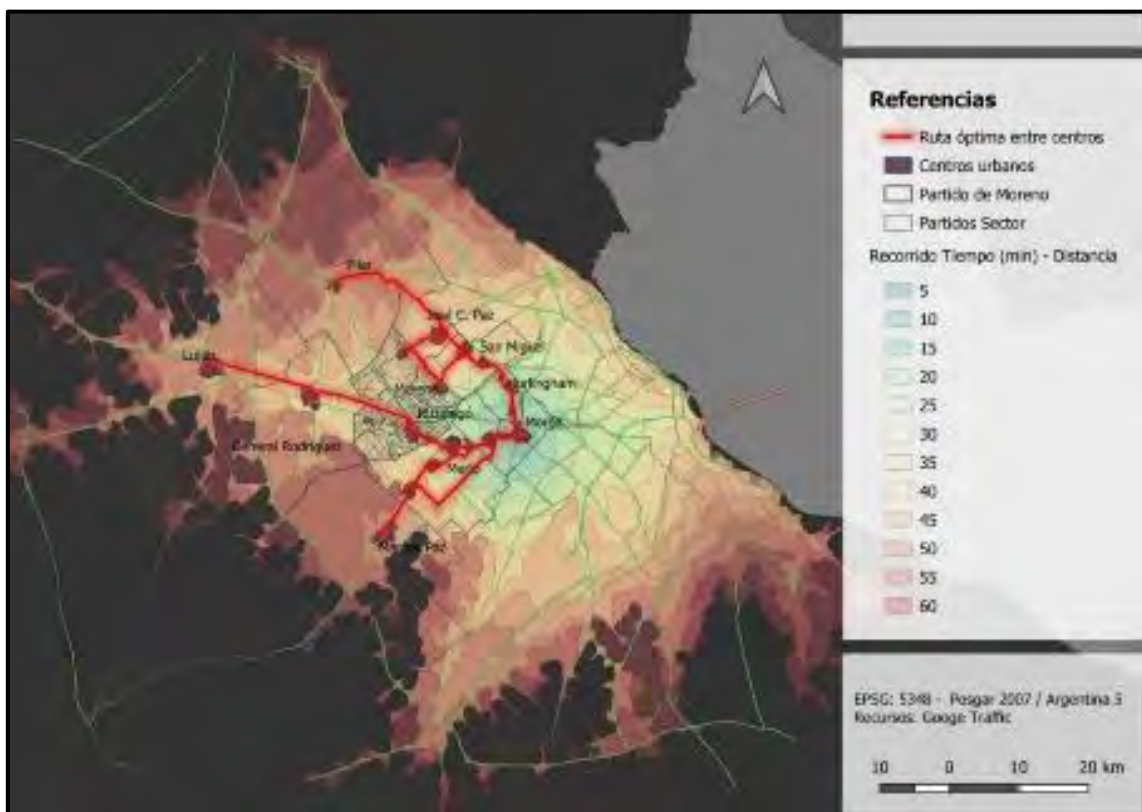 Pilar
José C. Paz
San Miguel
Luján
Hurlingham
Morón
General Rodríguez
Merlo
Marcos Paz
Referencias
Ruta óptima entre centros
Centros urbanos
Partido de Moreno
Partidos Sector
Recorrido Tiempo (min) - Distancia
5
10
15
20
25
30
35
40
45
50
55
60
EPSG: 5348 - Posgar 2007 / Argentina 5
Recursos: Googe Traffic
10 0 10 20 km